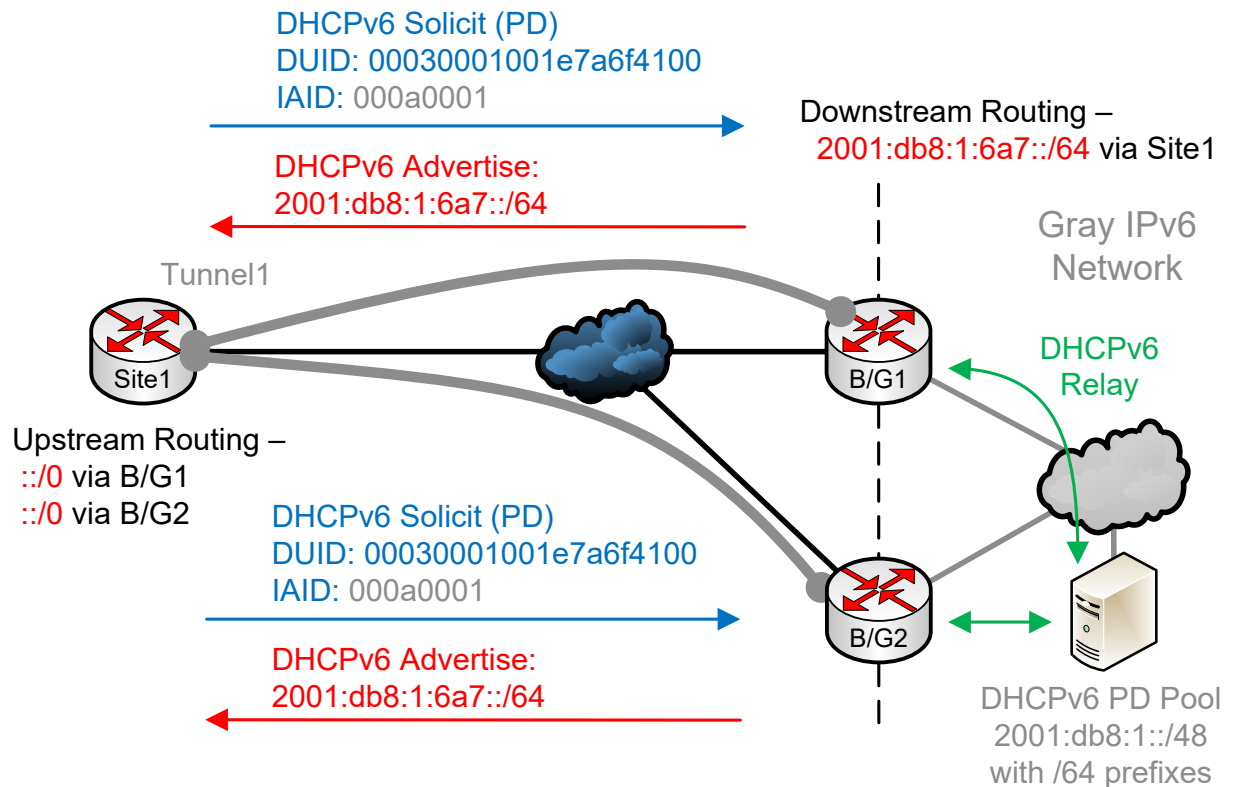 DHCPv6 Solicit (PD)
DUID: 00030001001e7a6f4100
IAID: 000a0001
Downstream Routing –
2001:db8:1:6a7::/64 via Site1
DHCPv6 Advertise:
2001:db8:1:6a7::/64
Gray IPv6
Network
Tunnel1
Site1
B/G1
DHCPv6
Relay
Upstream Routing –
::/0 via B/G1
::/0 via B/G2
DHCPv6 Solicit (PD)
DUID: 00030001001e7a6f4100
IAID: 000a0001
B/G2
DHCPv6 Advertise:
2001:db8:1:6a7::/64
DHCPv6 PD Pool
2001:db8:1::/48
with /64 prefixes